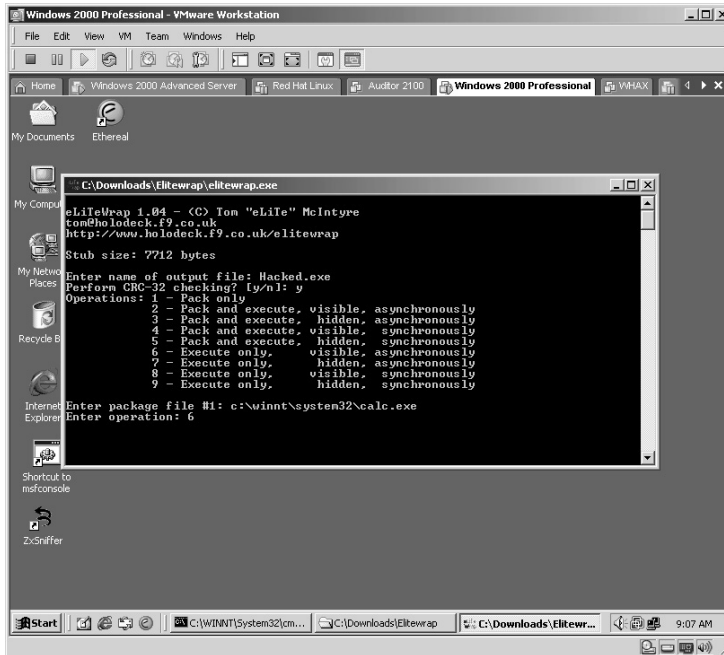 Windows 2000 Professional - VMware Workstation
File Edit View VM Team Windows Help
Home Windows 2000 Advanced Server Red Hat Linux Auditor 2100 Windows 2000 Professional WHAX
My Documents
Ethereal
My Compu
My Netwo
Places
Recycle B
Internet
Explorer
Shortcut to
msfconsole
ZxSniffer
C:\Downloads\Elitewrap\elitewrap.exe
eLiTeWrap 1.04 - (C) Tom "eLiTe" McIntyre
tom@holodeck.f9.co.uk
http://www.holodeck.f9.co.uk/elitewrap
Stub size: 7712 bytes
Enter name of output file: Hacked.exe
Perform CRC-32 checking? [y/n]: y
Operations: 1 - Pack only
2 - Pack and execute, visible, asynchronously
3 - Pack and execute, hidden, asynchronously
4 - Pack and execute, visible, synchronously
5 - Pack and execute, hidden, synchronously
6 - Execute only, visible, asynchronously
7 - Execute only, hidden, asynchronously
8 - Execute only, visible, synchronously
9 - Execute only, hidden, synchronously
Enter package file #1: c:\winnt\system32\calc.exe
Enter operation: 6
Start C:\WINNT\System32\cm... C:\Downloads\Elitewrap C:\Downloads\Elitewr... 9:07 AM